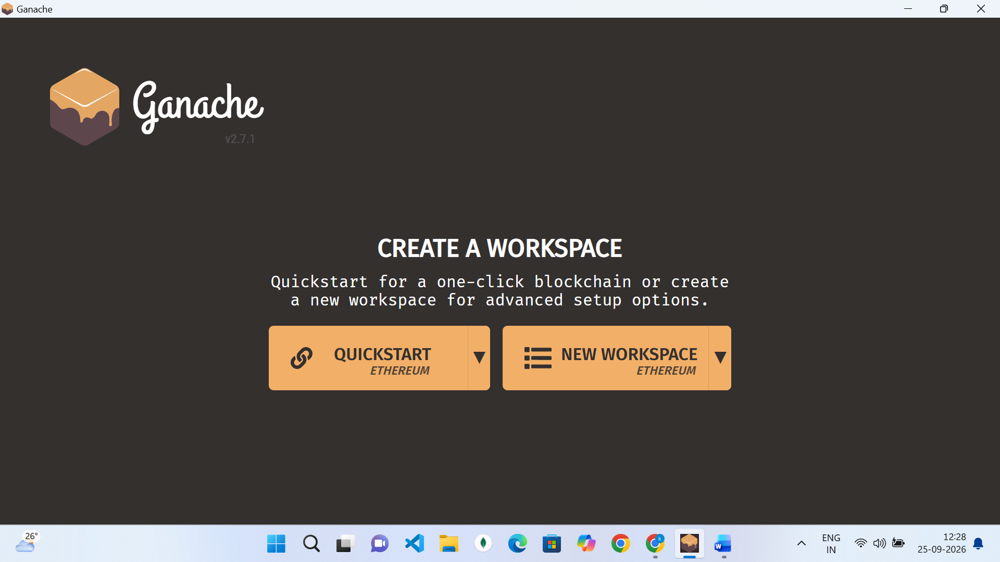 Ganache
Ganache
v2.7.1
CREATE A WORKSPACE
Quickstart for a one-click blockchain or create
a new workspace for advanced setup options.
QUICKSTART
ETHEREUM
▼
NEW WORKSPACE
ETHEREUM
▼
26°
k
W
ENG
IN
12:28
25-09-2026